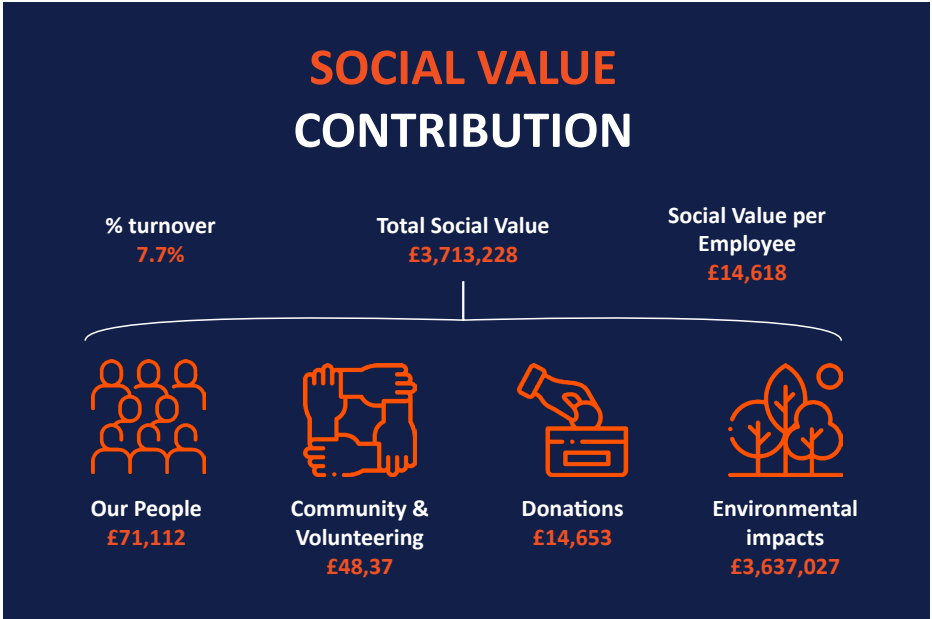 SOCIAL VALUE
CONTRIBUTION
% turnover
7.7%
Total Social Value
£3,713,228
Social Value per
Employee
£14,618
Our People
£71,112
Community &
Volunteering
£48,37
Donations
£14,653
Environmental
impacts
£3,637,027